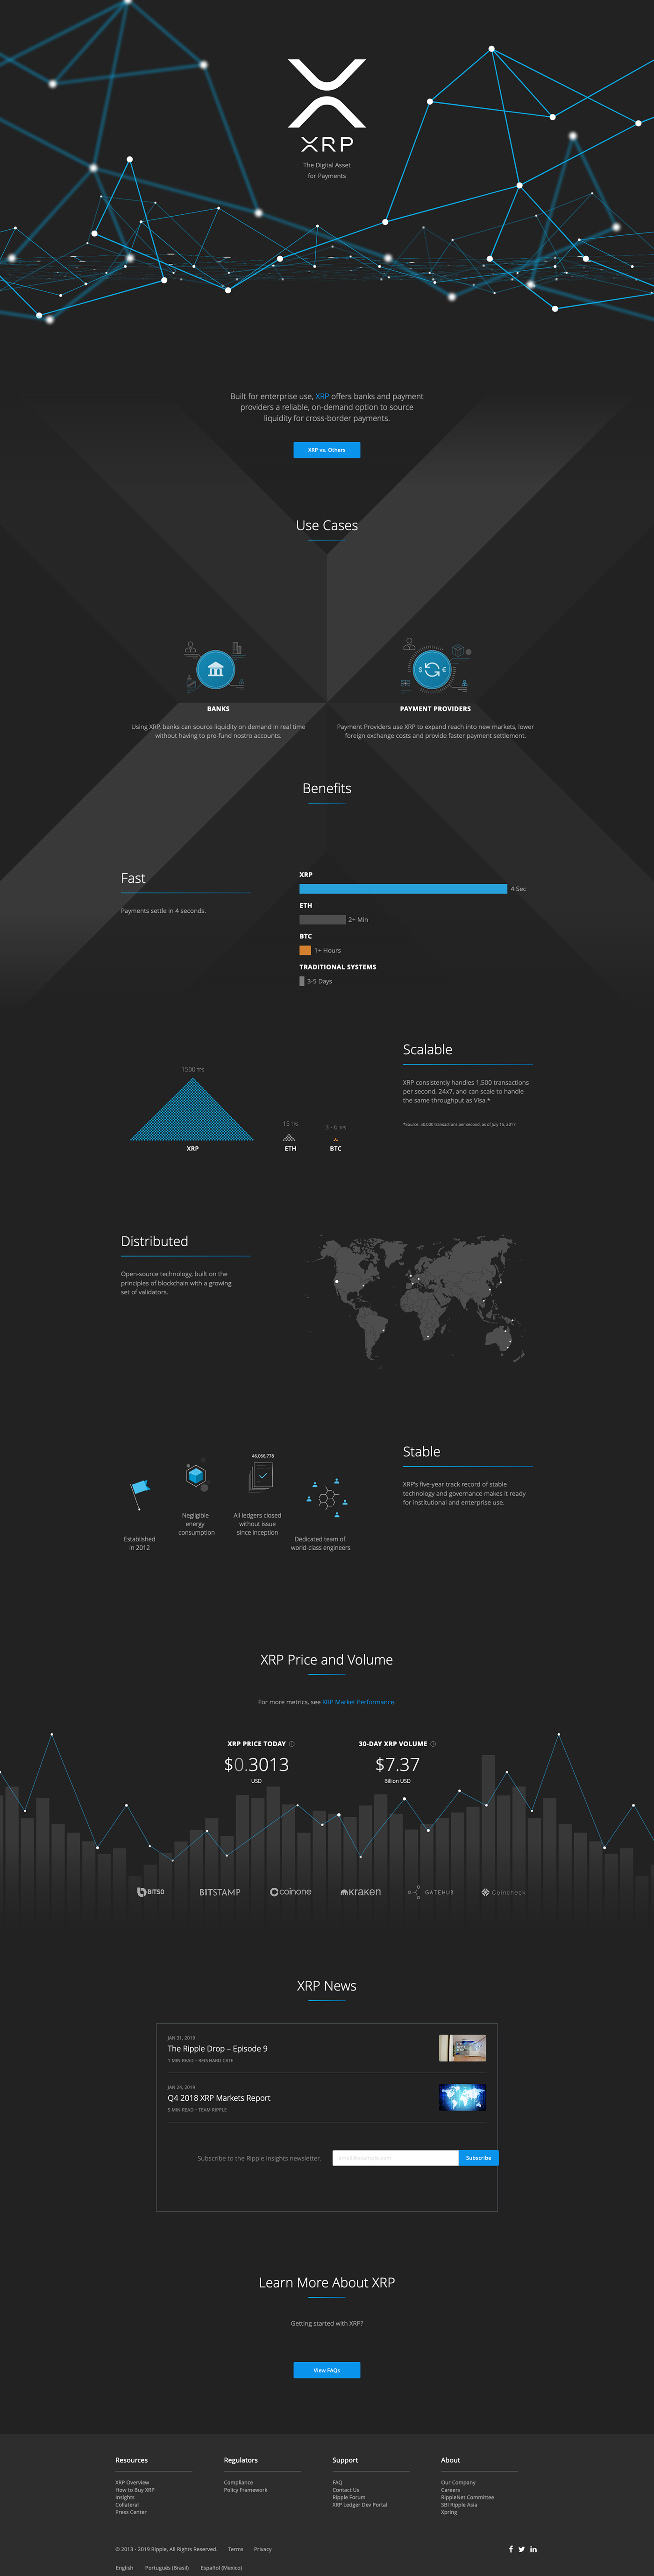 XRP
The Digital Asset
for Payments
Built for enterprise use, XRP offers banks and payment
providers a reliable, on-demand option to source
liquidity for cross-border payments.
XRP vs. Others
Use Cases
$ €
BANKS
Using XRP, banks can source liquidity on demand in real time
without having to pre-fund nostro accounts.
PAYMENT PROVIDERS
Payment Providers use XRP to expand reach into new markets, lower
foreign exchange costs and provide faster payment settlement.
Benefits
Fast
Payments settle in 4 seconds.
XRP
4 Sec
ETH
2+ Min
BTC
1+ Hours
TRADITIONAL SYSTEMS
3-5 Days
1500 TPS
XRP
15 TPS
ETH
3 - 6 TPS
BTC
Scalable
XRP consistently handles 1,500 transactions
per second, 24x7, and can scale to handle
the same throughput as Visa.*
*Source: 50,000 transactions per second, as of July 15, 2017
Distributed
Open-source technology, built on the
principles of blockchain with a growing
set of validators.
Established
in 2012
Negligible
energy
consumption
46,066,778
All ledgers closed
without issue
since inception
Dedicated team of
world-class engineers
Stable
XRP's five-year track record of stable
technology and governance makes it ready
for institutional and enterprise use.
XRP Price and Volume
For more metrics, see XRP Market Performance.
XRP PRICE TODAY
$0.3013
USD
30-DAY XRP VOLUME
$7.37
Billion USD
BITSO
BITSTAMP
coinone
kraken
GATEHUB
Coincheck
XRP News
JAN 31, 2019
The Ripple Drop – Episode 9
1 MIN READ • REINHARD CATE
JAN 24, 2019
Q4 2018 XRP Markets Report
5 MIN READ • TEAM RIPPLE
Subscribe to the Ripple Insights newsletter.
Subscribe
Learn More About XRP
Getting started with XRP?
View FAQs
Resources
XRP Overview
How to Buy XRP
Insights
Collateral
Press Center
Regulators
Compliance
Policy Framework
Support
FAQ
Contact Us
Ripple Forum
XRP Ledger Dev Portal
About
Our Company
Careers
RippleNet Committee
SBI Ripple Asia
Xpring
© 2013 - 2019 Ripple, All Rights Reserved. Terms Privacy
English Português (Brasil) Español (Mexico)